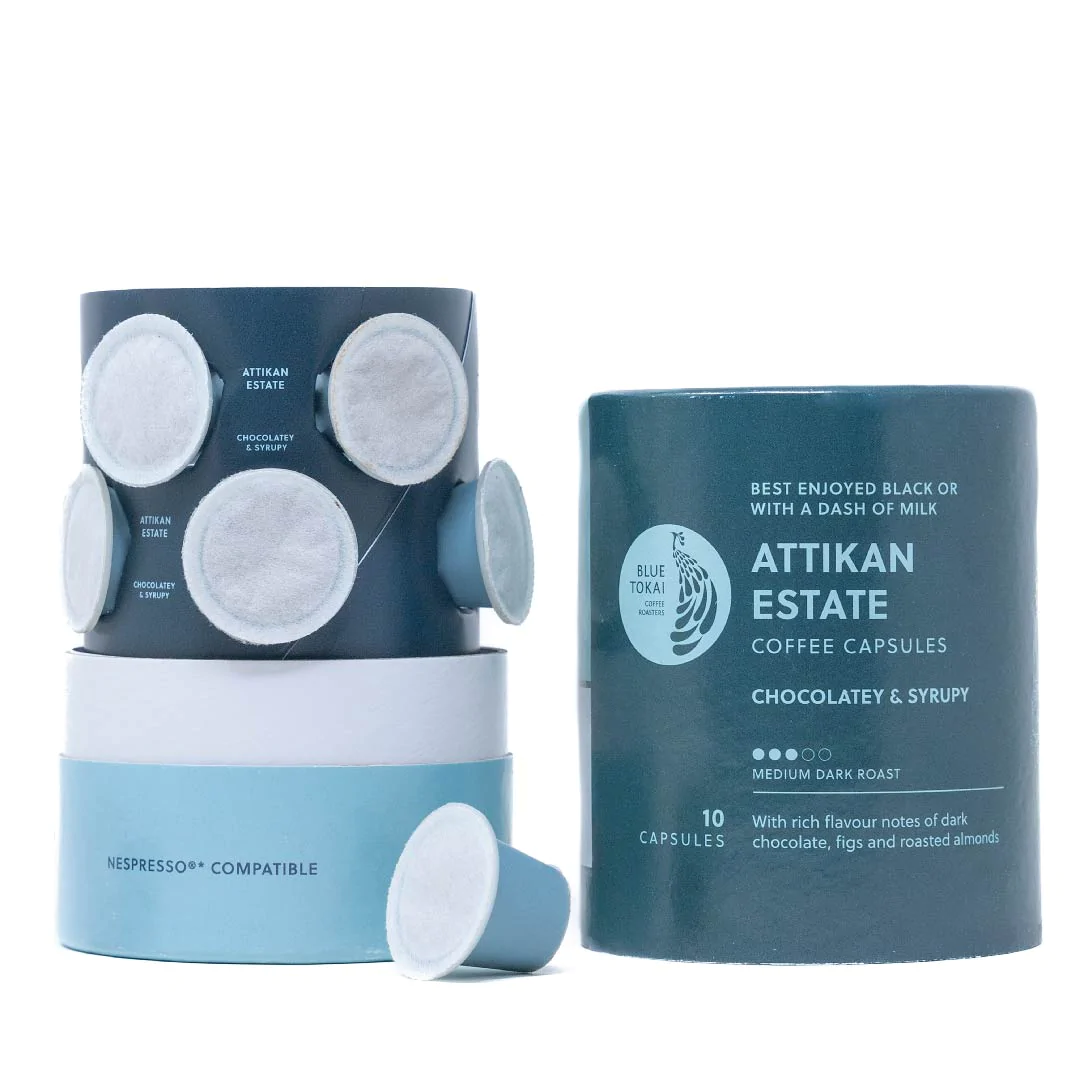 ATTIKAN
ESTATE
CHOCOLATEY
& SYRUPY
ATTIKAN
ESTATE
CHOCOLATEY
& SYRUPY
NESPRESSO®* COMPATIBLE
BEST ENJOYED BLACK OR
WITH A DASH OF MILK
BLUE
TOKAI
COFFEE
ROASTERS
ATTIKAN
ESTATE
COFFEE CAPSULES
CHOCOLATEY & SYRUPY
MEDIUM DARK ROAST
10
CAPSULES
With rich flavour notes of dark
chocolate, figs and roasted almonds